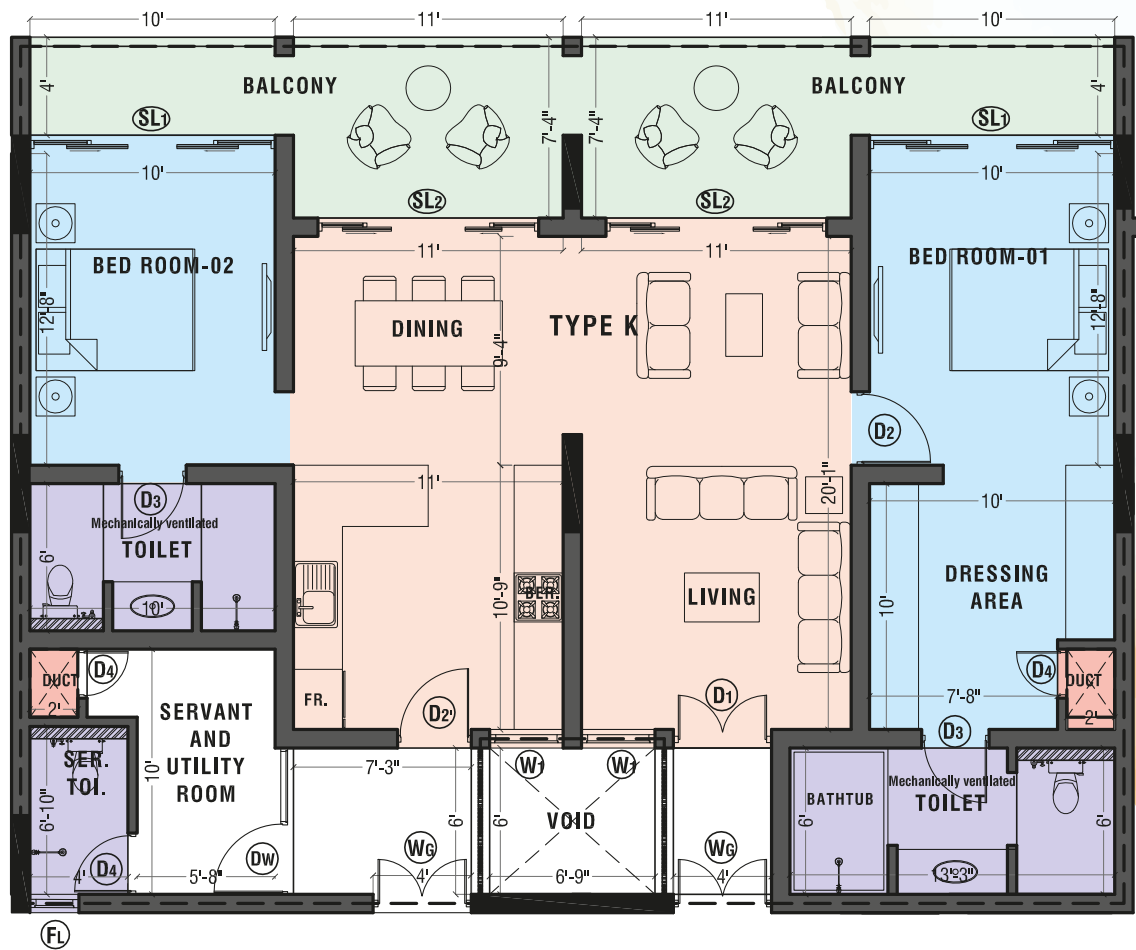 10' 11' 11' 10'
4' BALCONY 7'-4" 7'-4" BALCONY 4'
SL1 SL1
10' 10'
SL2 SL2
11' 11'
BED ROOM-02 BED ROOM-01
12'-8" 12'-8"
DINING TYPE K
9'-4"
D2
11' 20'-1" 10'
D3
Mechanically ventilated
TOILET
6' 10'
10'-9" BER. LIVING
DRESSING
AREA
10'
D4 D4
DUCT DUCT
2' 2'
FR. D2' D1 7'-8"
D3
SERVANT
AND
UTILITY
ROOM
10'
SER.
TOI.
6'-10"
7'-3" W1 W1
6' 6' VOID
BATHTUB
Mechanically ventilated
TOILET
6' 6'
DW WG WG
D4
4' 5'-8" 4' 6'-9" 4' 13'-3"
FL